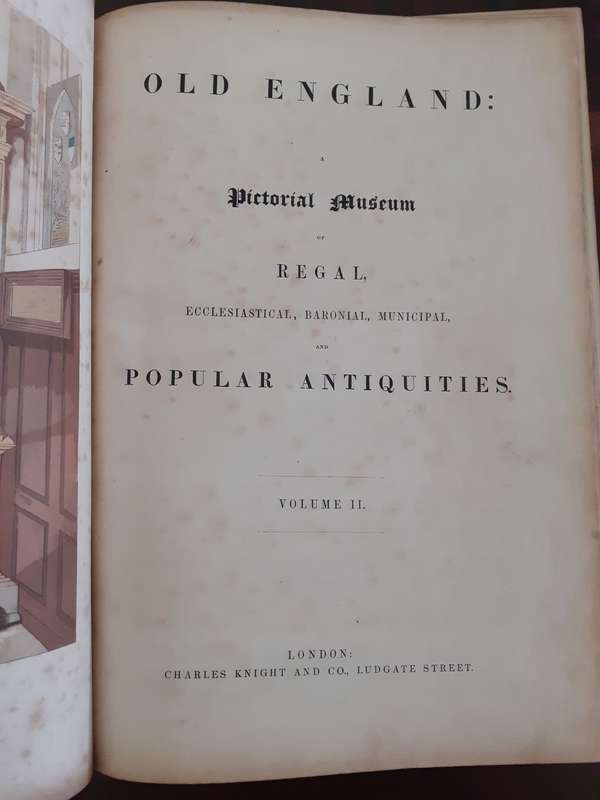 OLD ENGLAND:
A
Pictorial Museum
OF
REGAL,
ECCLESIASTICAL, BARONIAL, MUNICIPAL,
AND
POPULAR ANTIQUITIES.
VOLUME II.
LONDON:
CHARLES KNIGHT AND CO., LUDGATE STREET.